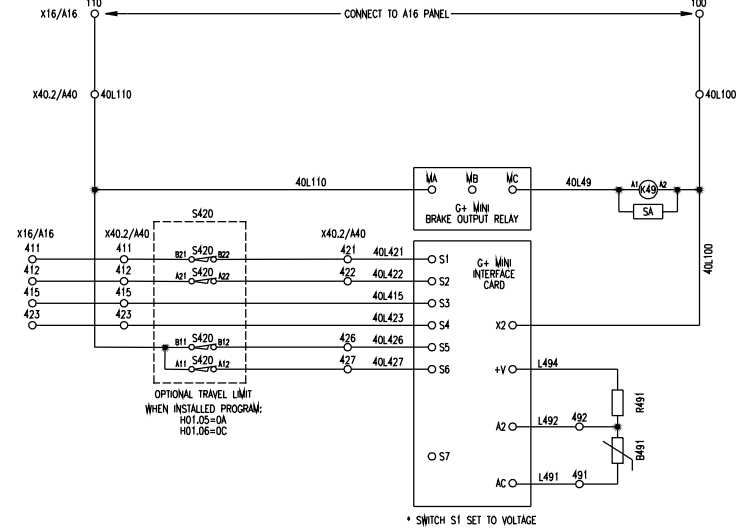 110
100
X16/A16
CONNECT TO A16 PANEL
X40.2/A40
40L110
40L100
40L110
MA
MB
MC
40L49
A1
K49
A2
SA
G+ MINI
BRAKE OUTPUT RELAY
S420
X16/A16
X40.2/A40
X40.2/A40
411
411
B21
S420
B22
421
40L421
S1
G+ MINI
INTERFACE
CARD
40L100
412
412
A21
S420
A22
422
40L422
S2
415
415
40L415
S3
423
423
40L423
S4
X2
B11
S420
B12
426
40L426
S5
A11
S420
A12
427
40L427
S6
+V
L494
R491
OPTIONAL TRAVEL LIMIT
WHEN INSTALLED PROGRAM:
H01.05=0A
H01.06=0C
A2
L492
492
B491
S7
AC
L491
491
* SWITCH S1 SET TO VOLTAGE